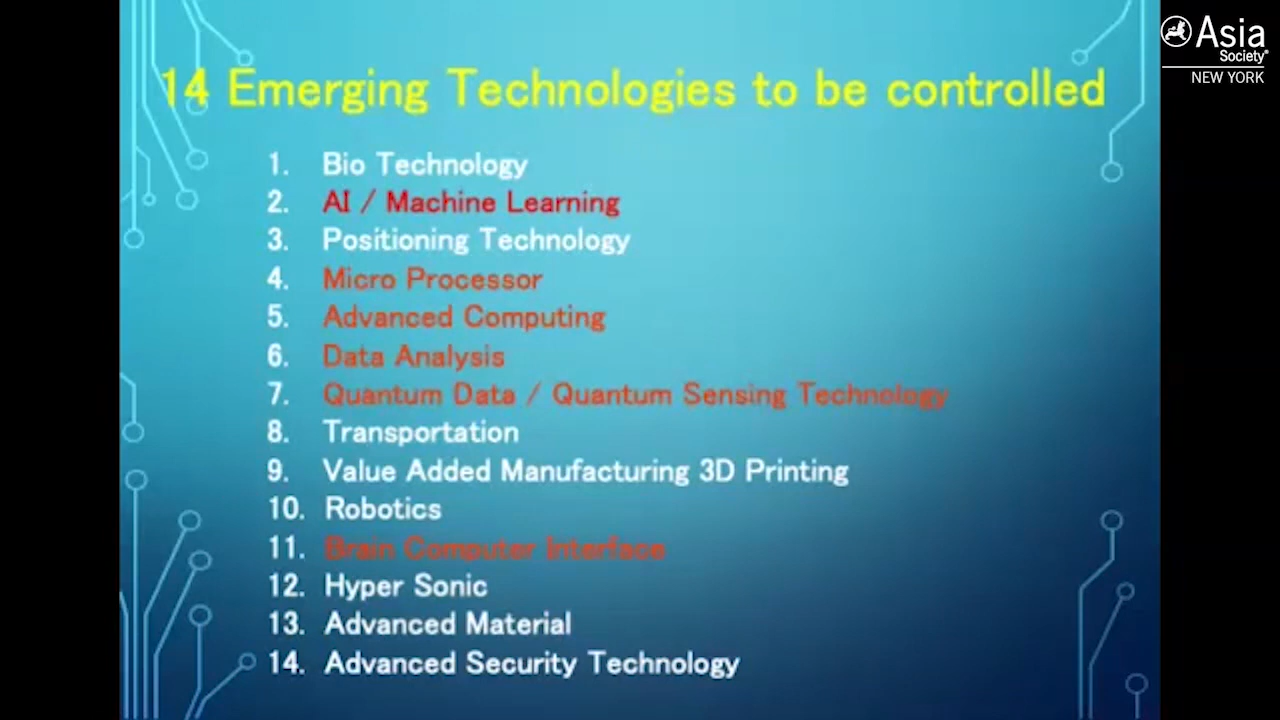 Asia
Society
NEW YORK
14 Emerging Technologies to be controlled
1. Bio Technology
2. AI / Machine Learning
3. Positioning Technology
4. Micro Processor
5. Advanced Computing
6. Data Analysis
7. Quantum Data / Quantum Sensing Technology
8. Transportation
9. Value Added Manufacturing 3D Printing
10. Robotics
11. Brain Computer Interface
12. Hyper Sonic
13. Advanced Material
14. Advanced Security Technology